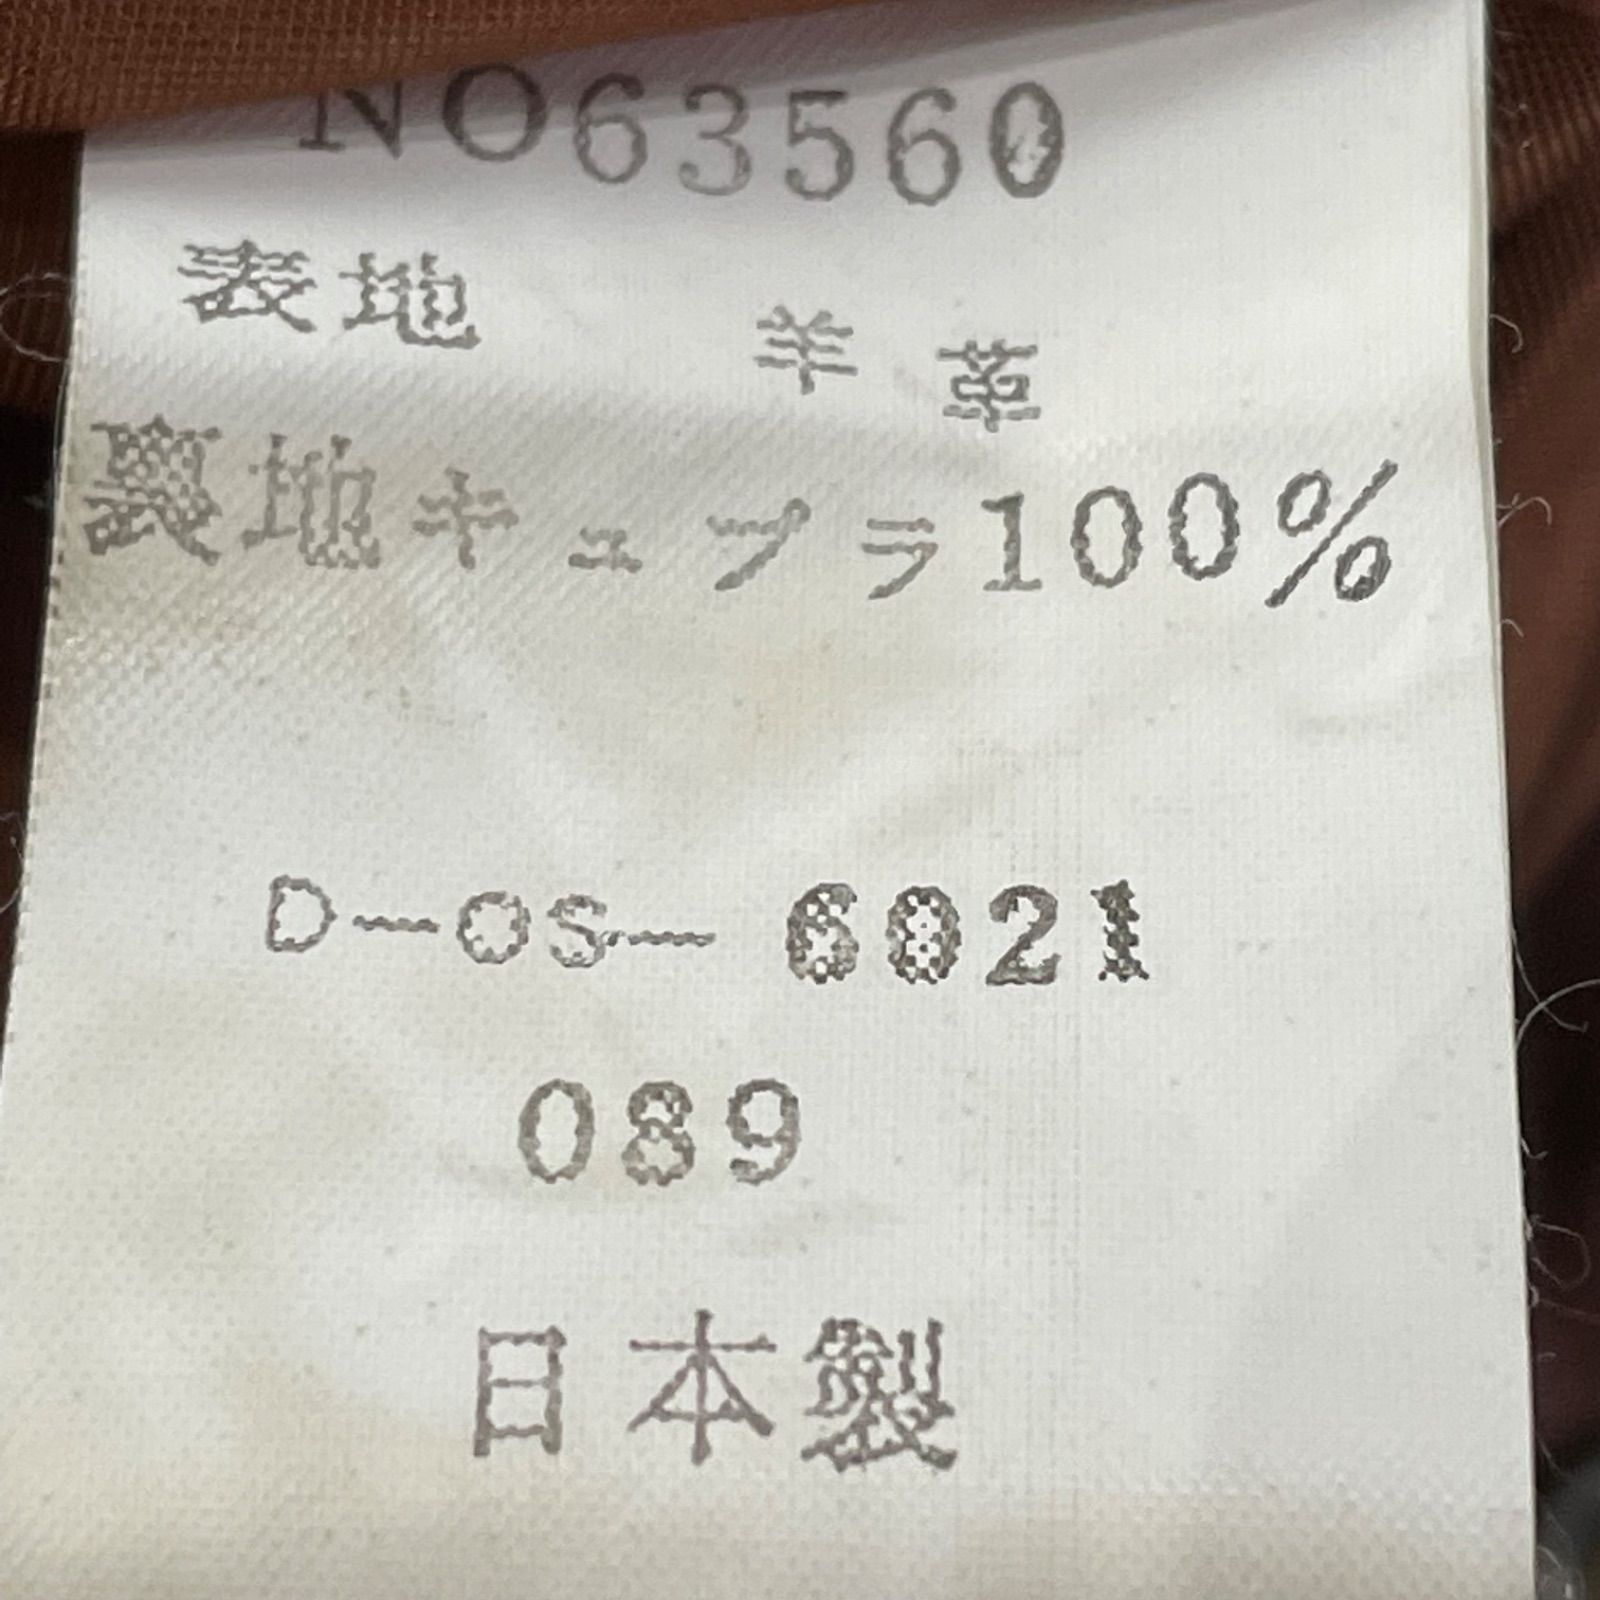 NO63560
表地 羊革
裏地キュプラ100%
D-OS- 6021
089
日本製